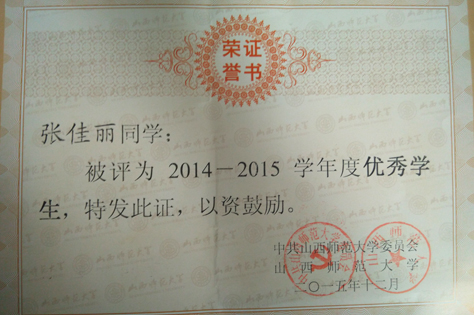 荣证
誉书
张佳丽同学：
被评为 2014－2015 学年度优秀学
生，特发此证，以资鼓励。
中共山西师范大学委员会
山西师范大学
二〇一五年十二月